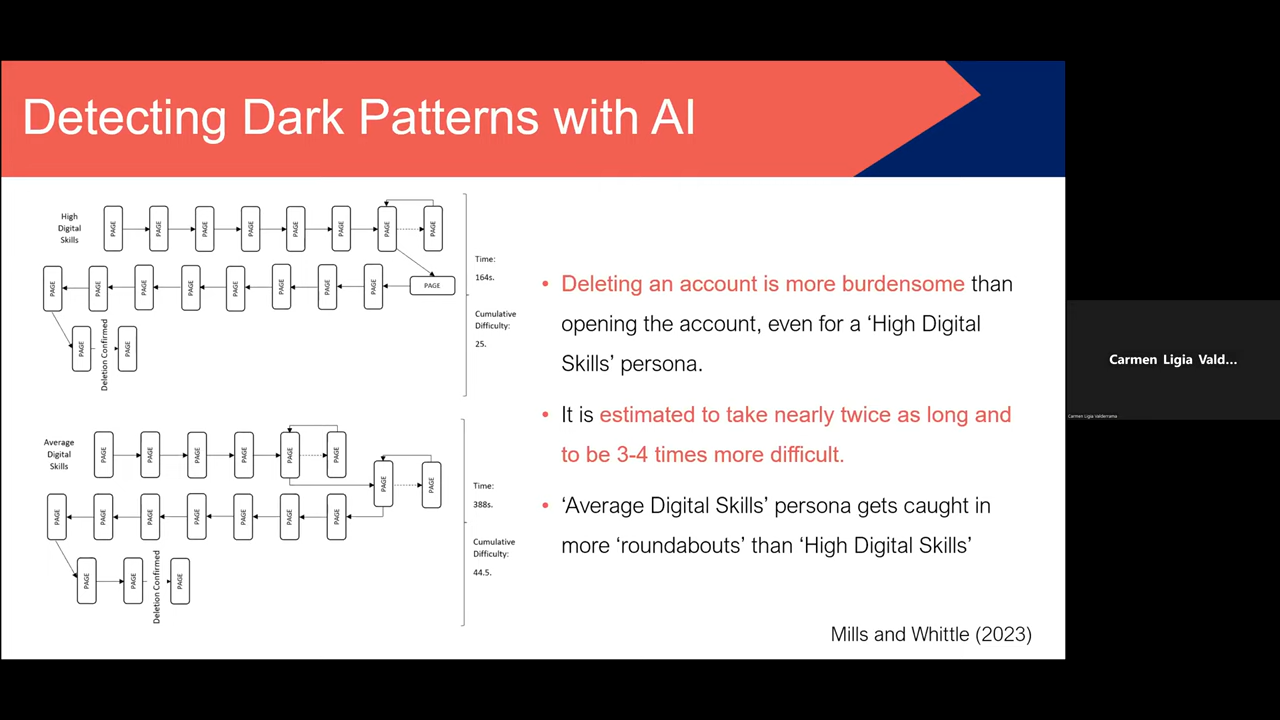 Detecting Dark Patterns with AI
High
Digital
Skills
PAGE PAGE PAGE PAGE PAGE PAGE PAGE PAGE
PAGE PAGE PAGE PAGE PAGE PAGE PAGE PAGE PAGE
PAGE Deletion Confirmed PAGE
Time:
164s.
Cumulative
Difficulty:
25.
Average
Digital
Skills
PAGE PAGE PAGE PAGE PAGE PAGE
PAGE PAGE
PAGE PAGE PAGE PAGE PAGE PAGE PAGE
PAGE PAGE Deletion Confirmed PAGE
Time:
388s.
Cumulative
Difficulty:
44.5.
• Deleting an account is more burdensome than
opening the account, even for a ‘High Digital
Skills’ persona.
• It is estimated to take nearly twice as long and
to be 3-4 times more difficult.
• ‘Average Digital Skills’ persona gets caught in
more ‘roundabouts’ than ‘High Digital Skills’
Mills and Whittle (2023)
Carmen Ligia Vald...
Carmen Ligia Valderrama